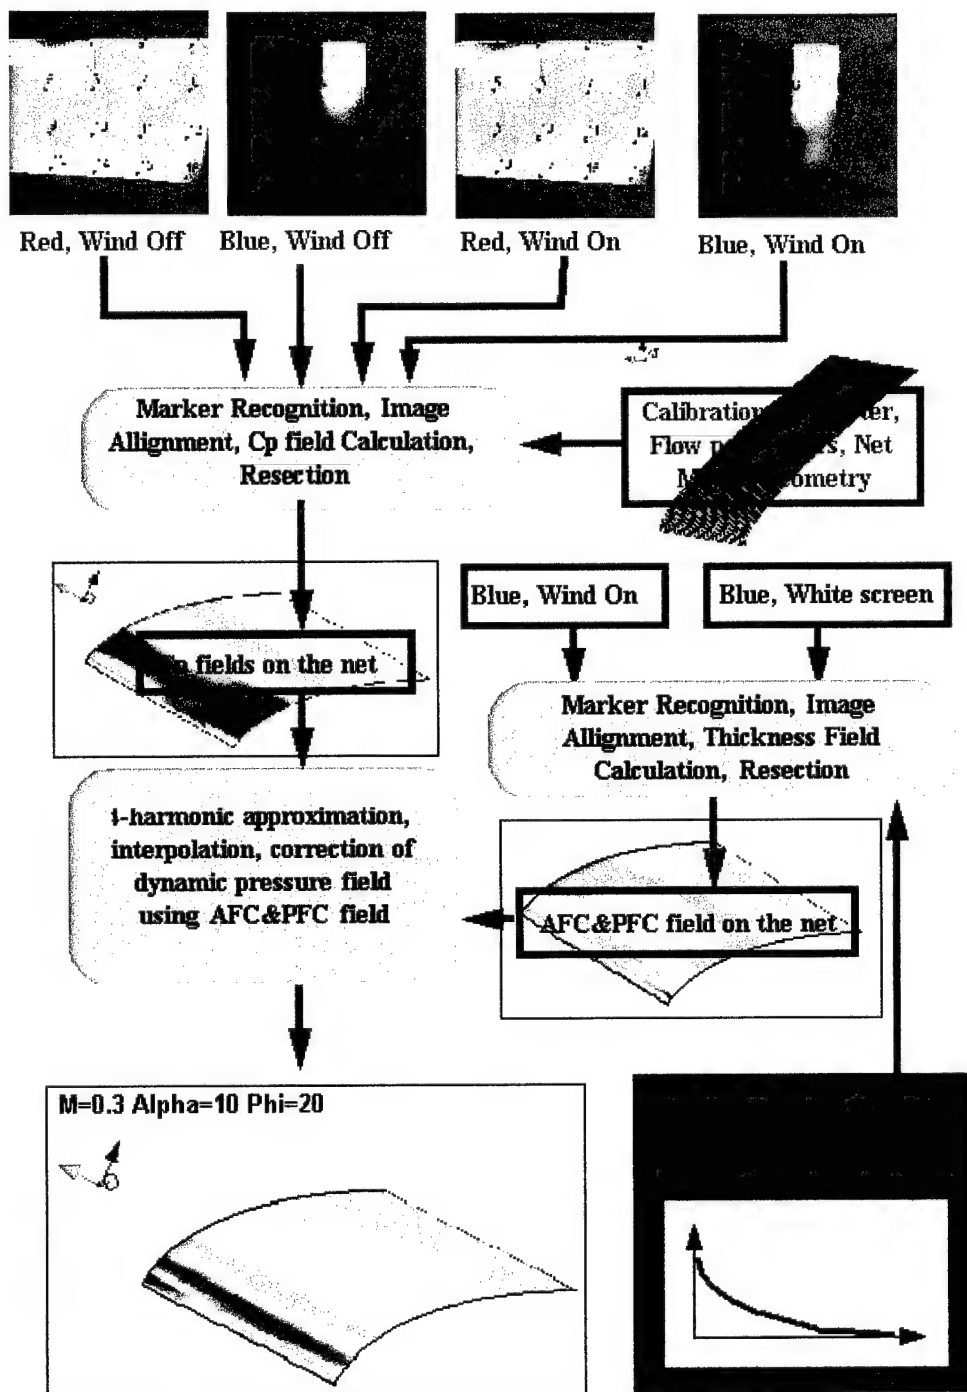 Red, Wind Off
Blue, Wind Off
Red, Wind On
Blue, Wind On
Marker Recognition, Image
Allignment, Cp field Calculation,
Resection
Calibration
Flow
Net
Blue, Wind On
Blue, White screen
fields on the net
Marker Recognition, Image
Allignment, Thickness Field
Calculation, Resection
-harmonic approximation,
interpolation, correction of
dynamic pressure field
using AFC&PFC field
AFC&PFC field on the net
M=0.3 Alpha=10 Phi=20